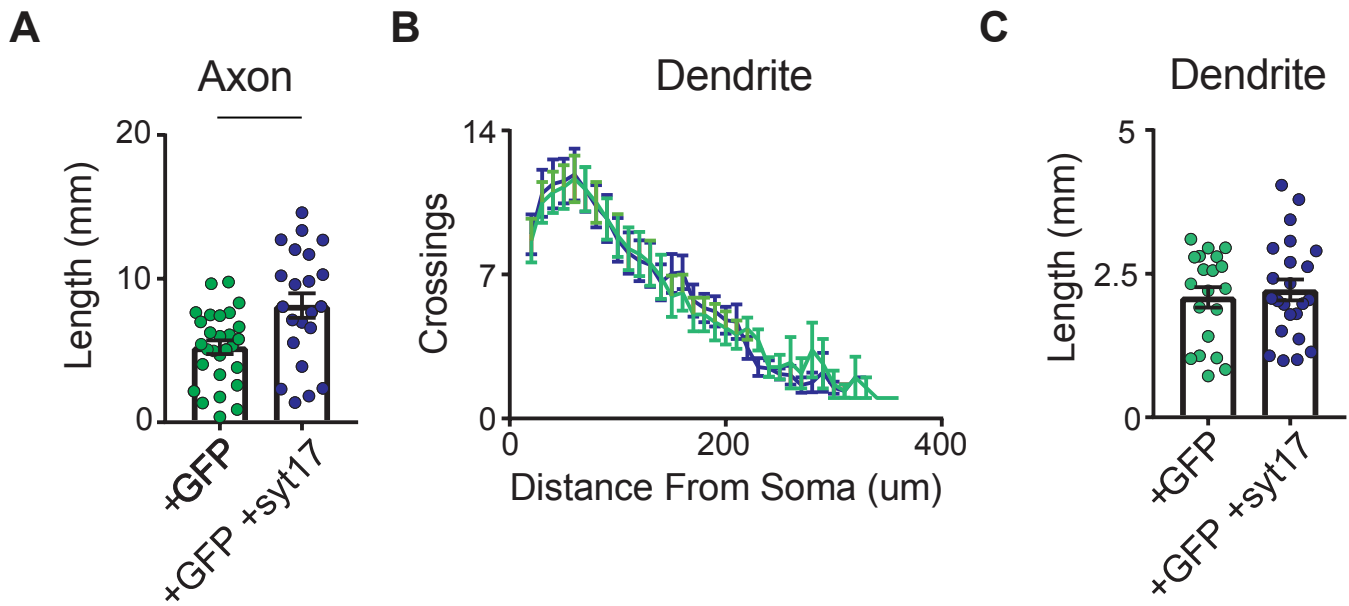 A
Axon
Length (mm)
20
10
0
+GFP
+GFP +syt17
B
Dendrite
Crossings
14
7
0
0
200
400
Distance From Soma (um)
C
Dendrite
Length (mm)
5
2.5
0
+GFP
+GFP +syt17